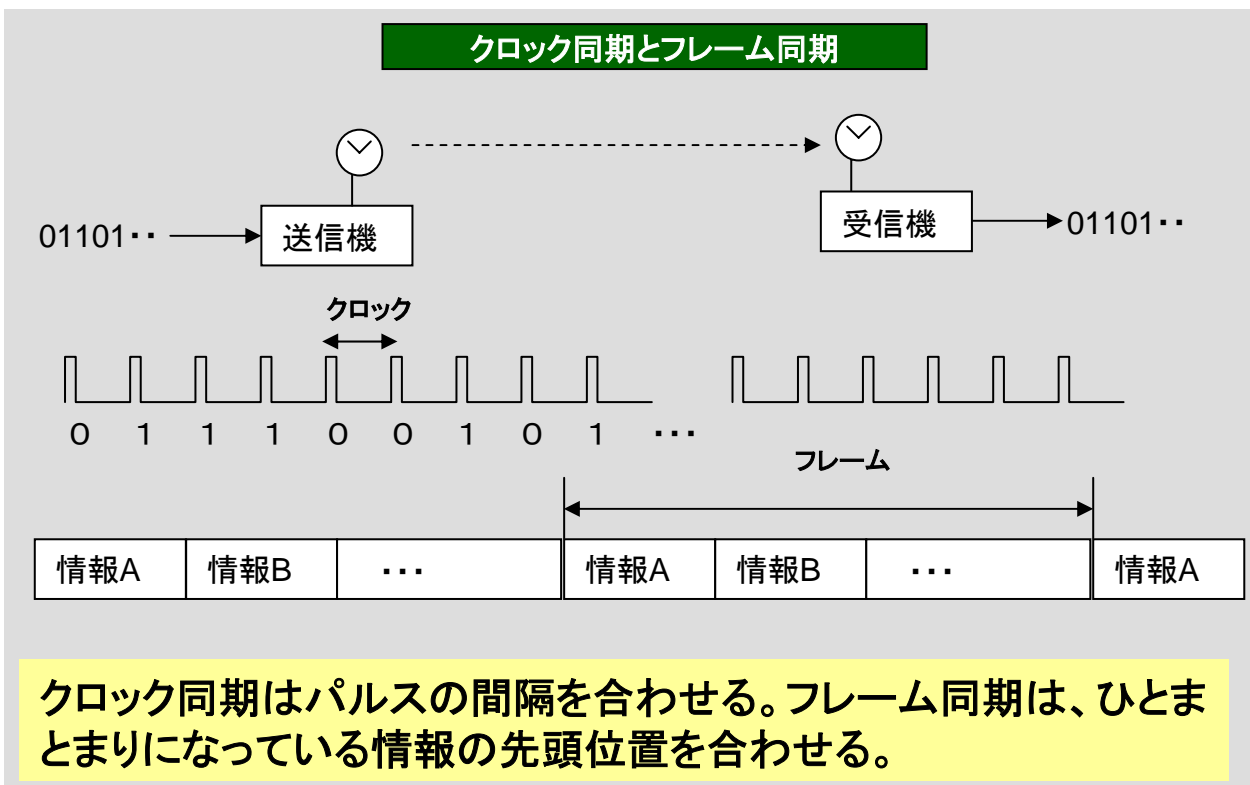 クロック同期とフレーム同期
01101・・
送信機
受信機
01101・・
クロック
0 1 1 1 0 0 1 0 1 ・・・
フレーム
情報A 情報B ・・・ 情報A 情報B ・・・ 情報A
クロック同期はパルスの間隔を合わせる。フレーム同期は、ひとま
とまりになっている情報の先頭位置を合わせる。